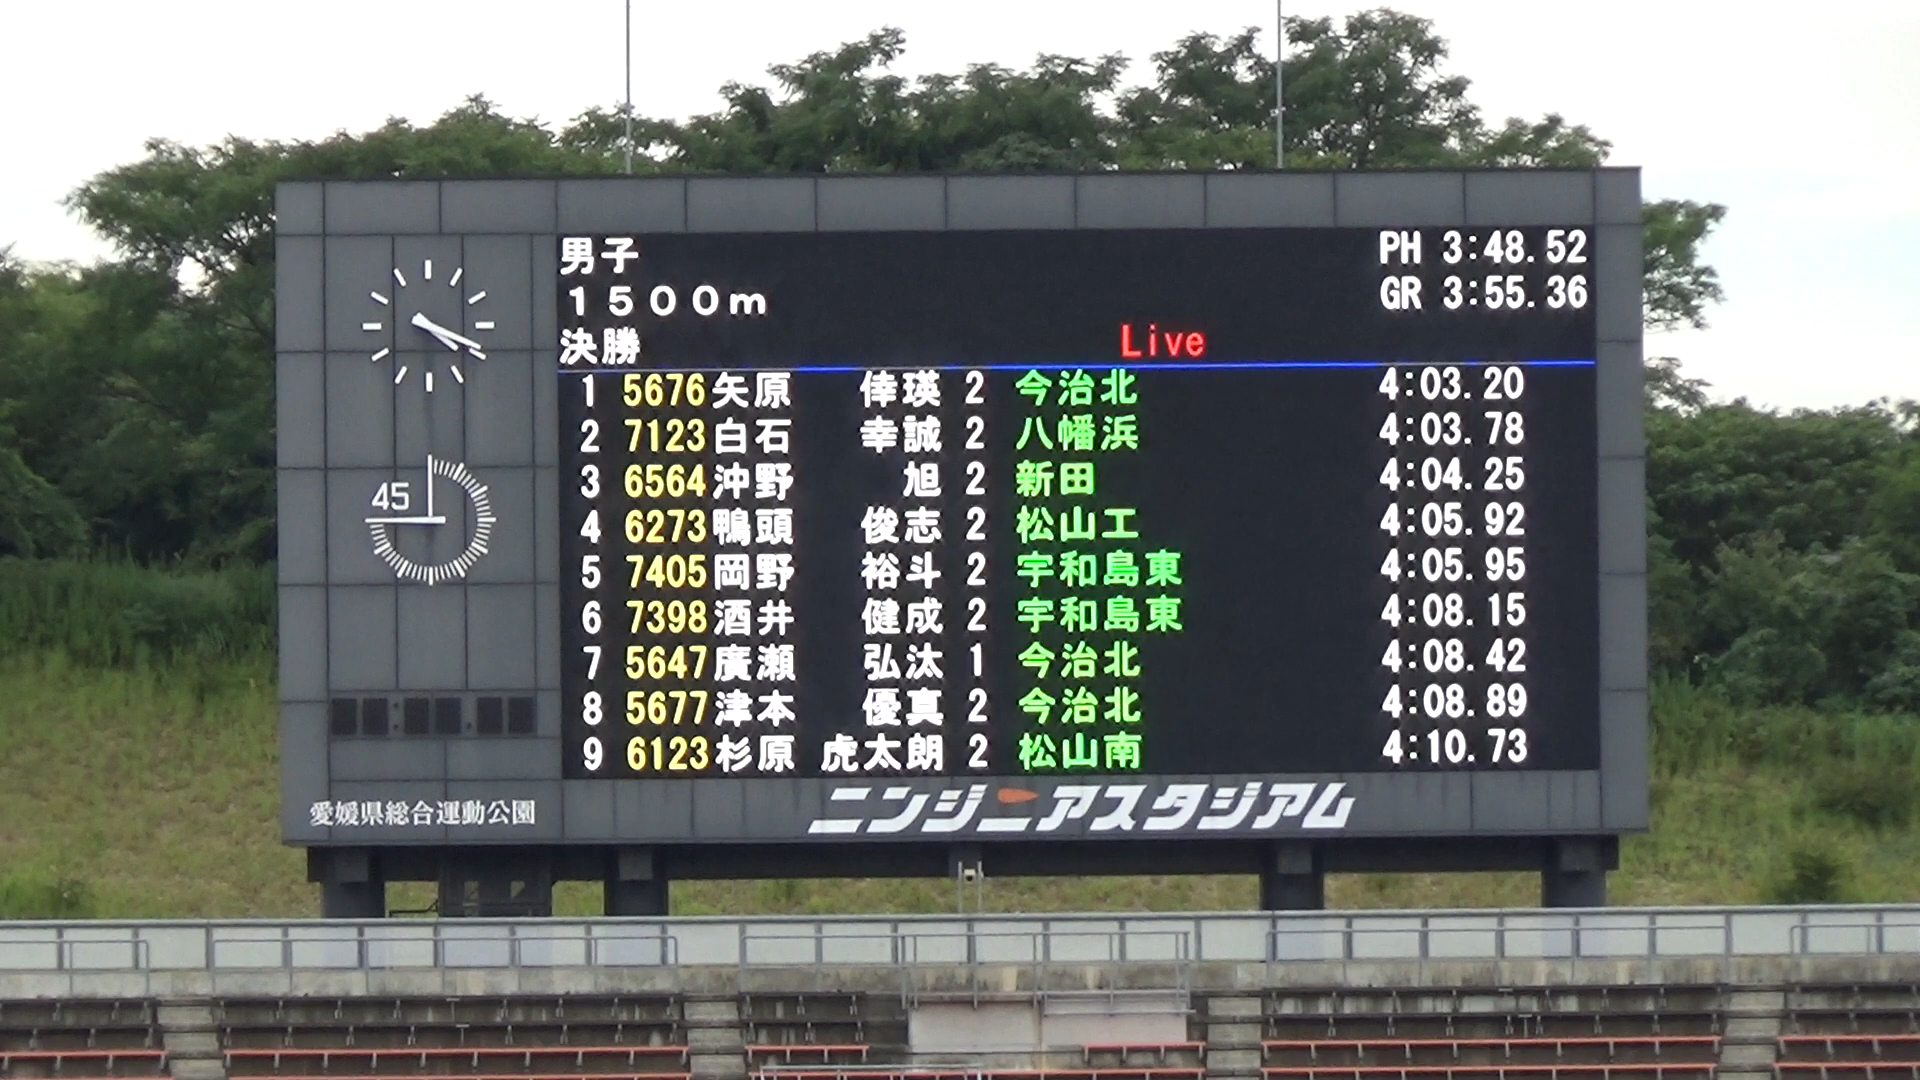 男子
PH 3:48.52
１５００ｍ
GR 3:55.36
決勝
Live
1 5676 矢原 倖瑛 2 今治北 4:03.20
2 7123 白石 幸誠 2 八幡浜 4:03.78
3 6564 沖野 旭 2 新田 4:04.25
4 6273 鴨頭 俊志 2 松山工 4:05.92
5 7405 岡野 裕斗 2 宇和島東 4:05.95
6 7398 酒井 健成 2 宇和島東 4:08.15
7 5647 廣瀬 弘汰 1 今治北 4:08.42
8 5677 津本 優真 2 今治北 4:08.89
9 6123 杉原 虎太朗 2 松山南 4:10.73
45
愛媛県総合運動公園
ニンジニアスタジアム